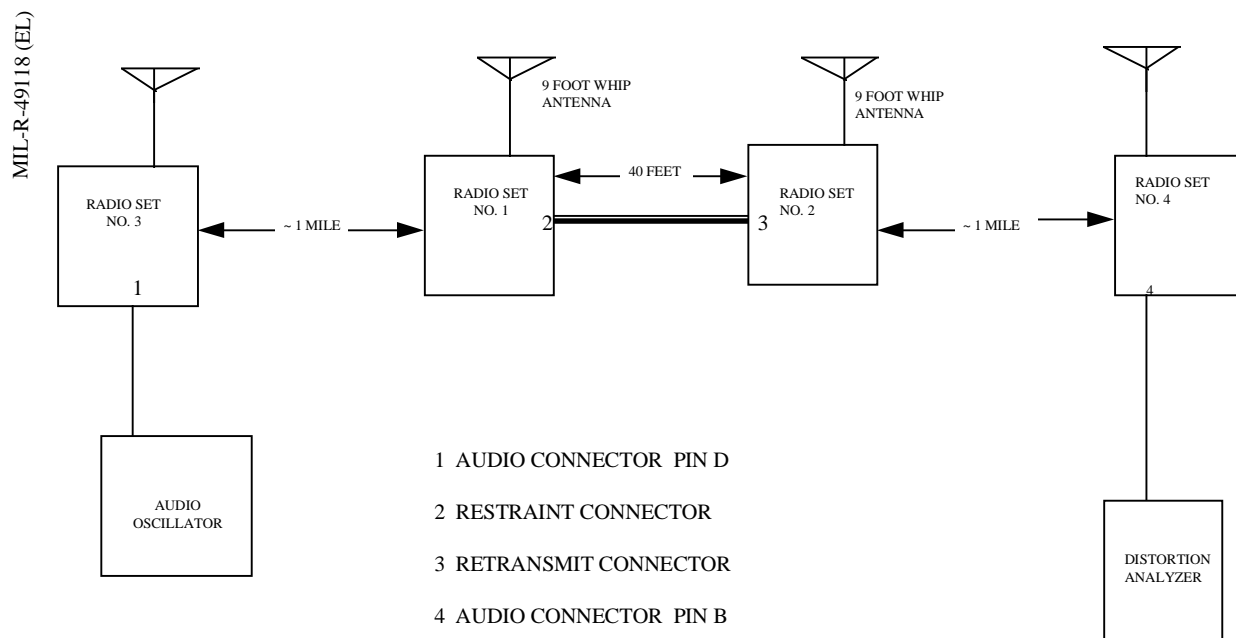 MIL-R-49118 (EL)
9 FOOT WHIP
ANTENNA
9 FOOT WHIP
ANTENNA
RADIO SET
NO. 3
1
~ 1 MILE
RADIO SET
NO. 1
2
40 FEET
RADIO SET
NO. 2
3
~ 1 MILE
RADIO SET
NO. 4
4
AUDIO
OSCILLATOR
1 AUDIO CONNECTOR PIN D
2 RESTRAINT CONNECTOR
3 RETRANSMIT CONNECTOR
4 AUDIO CONNECTOR PIN B
DISTORTION
ANALYZER